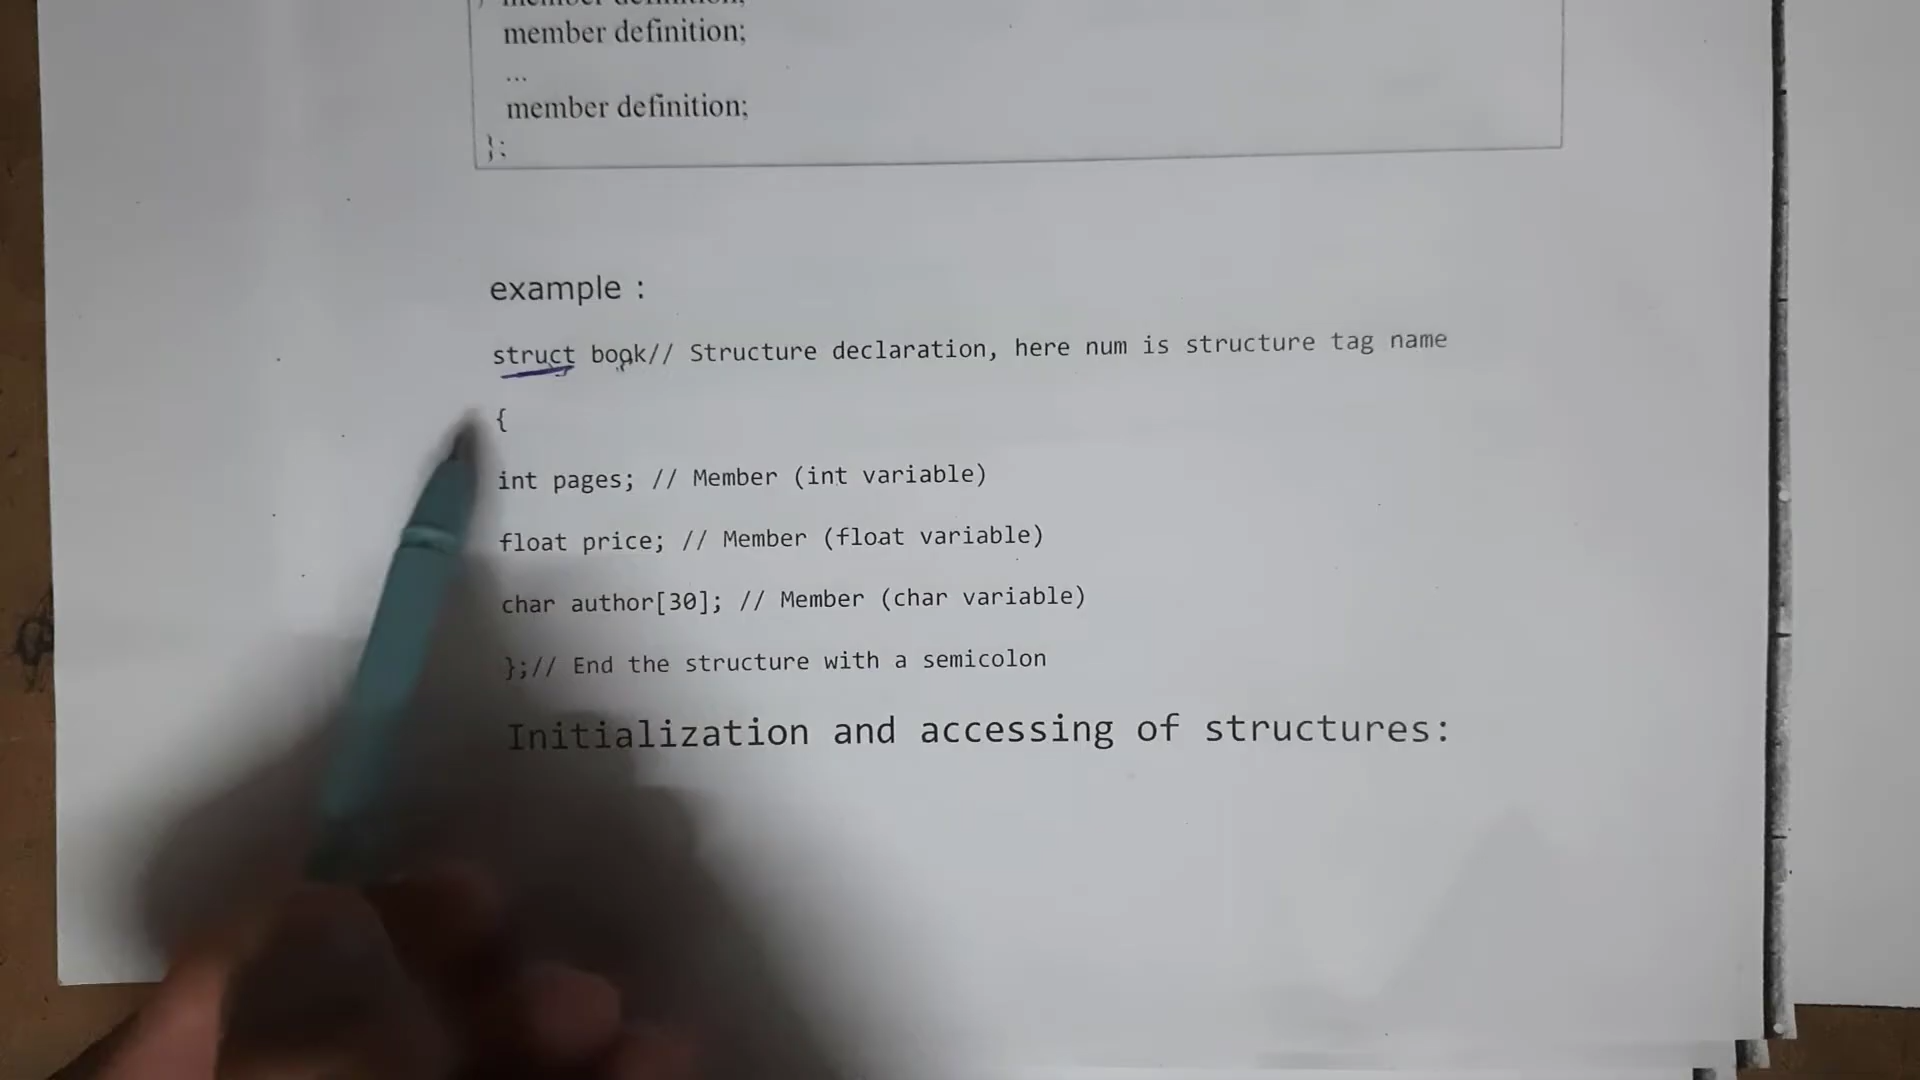 member definition;
member definition;
...
member definition;
};
example :
struct book// Structure declaration, here num is structure tag name
{
int pages; // Member (int variable)
float price; // Member (float variable)
char author[30]; // Member (char variable)
};// End the structure with a semicolon
Initialization and accessing of structures: